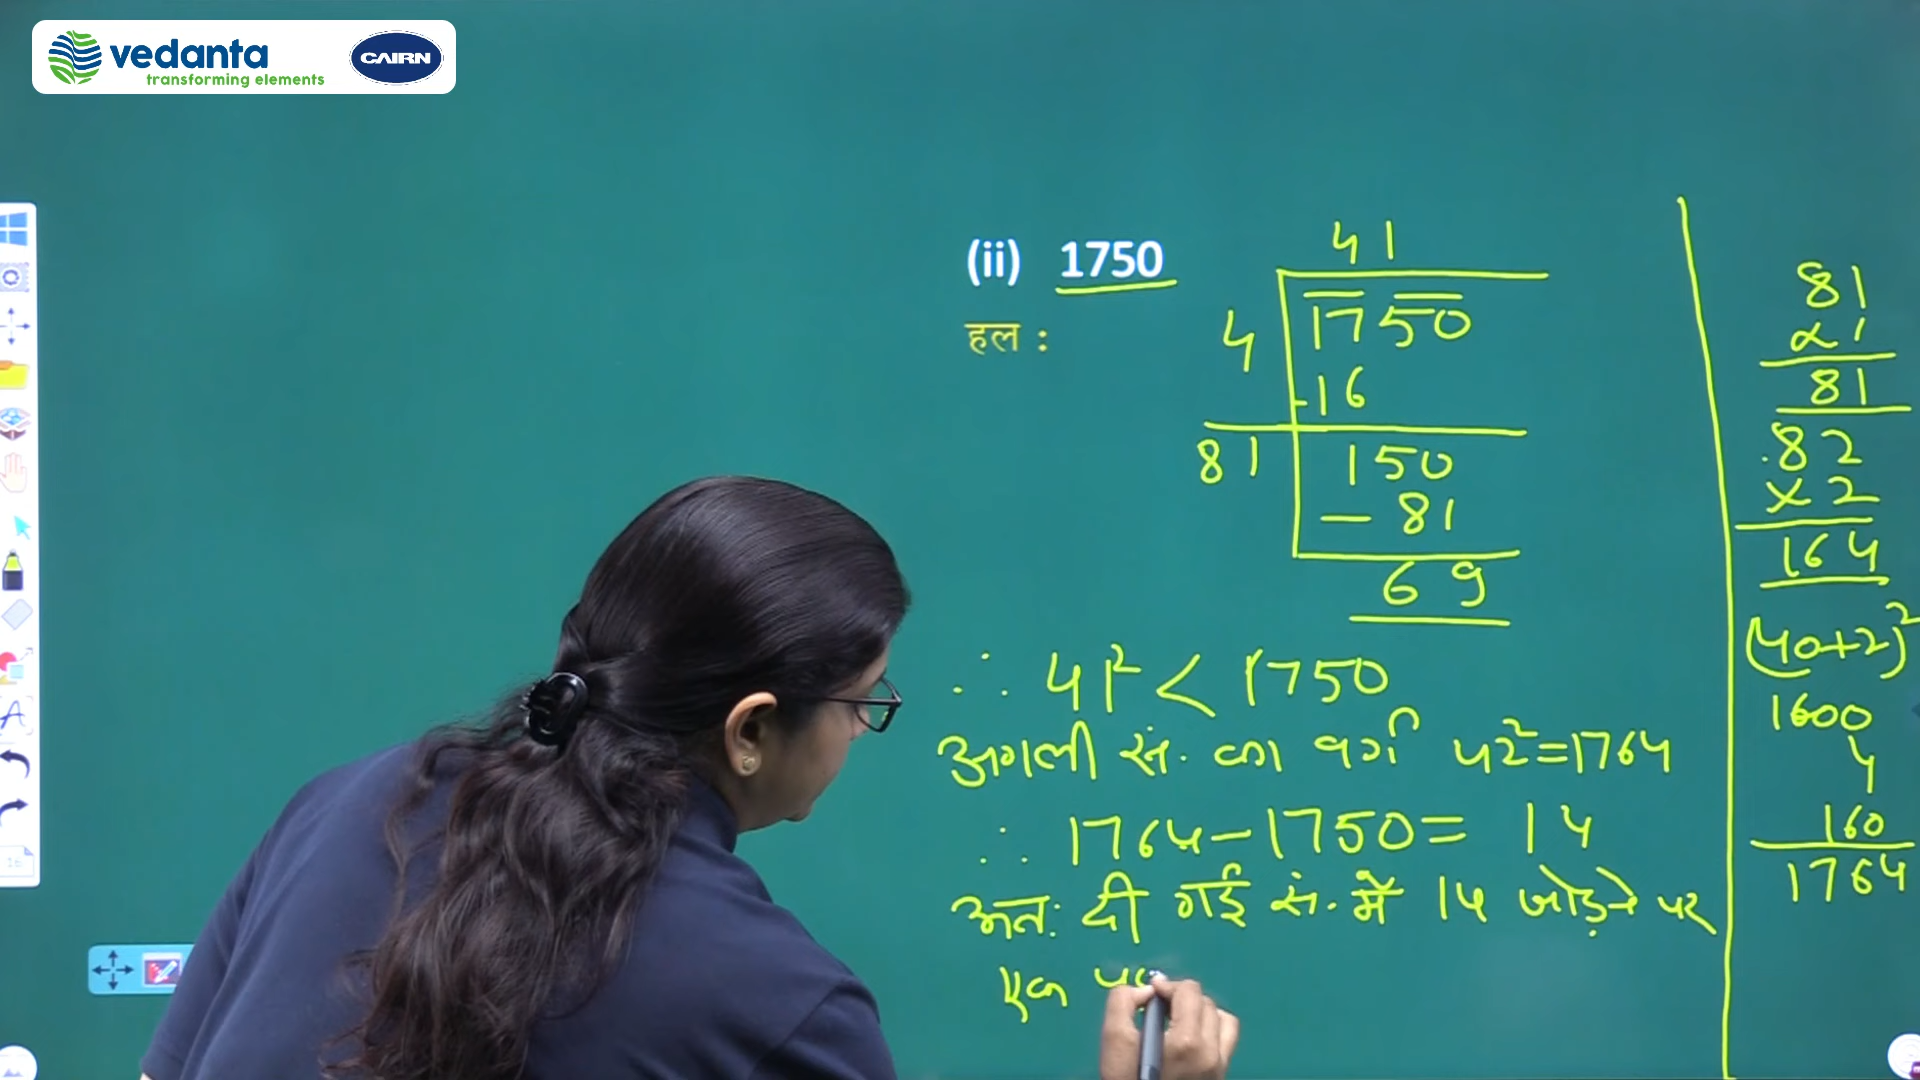 vedanta
transforming elements
CAIRN
(ii) 1750
हल :
41
4
1750
-16
81
150
- 81
69
∴ 41² < 1750
अगली सं. का वर्ग 42² = 1764
∴ 1764 - 1750 = 14
अत: दी गई सं. में 14 जोड़ने पर
एक
81
x1
81
82
x 2
164
(40+2)²
1600
4
160
1764